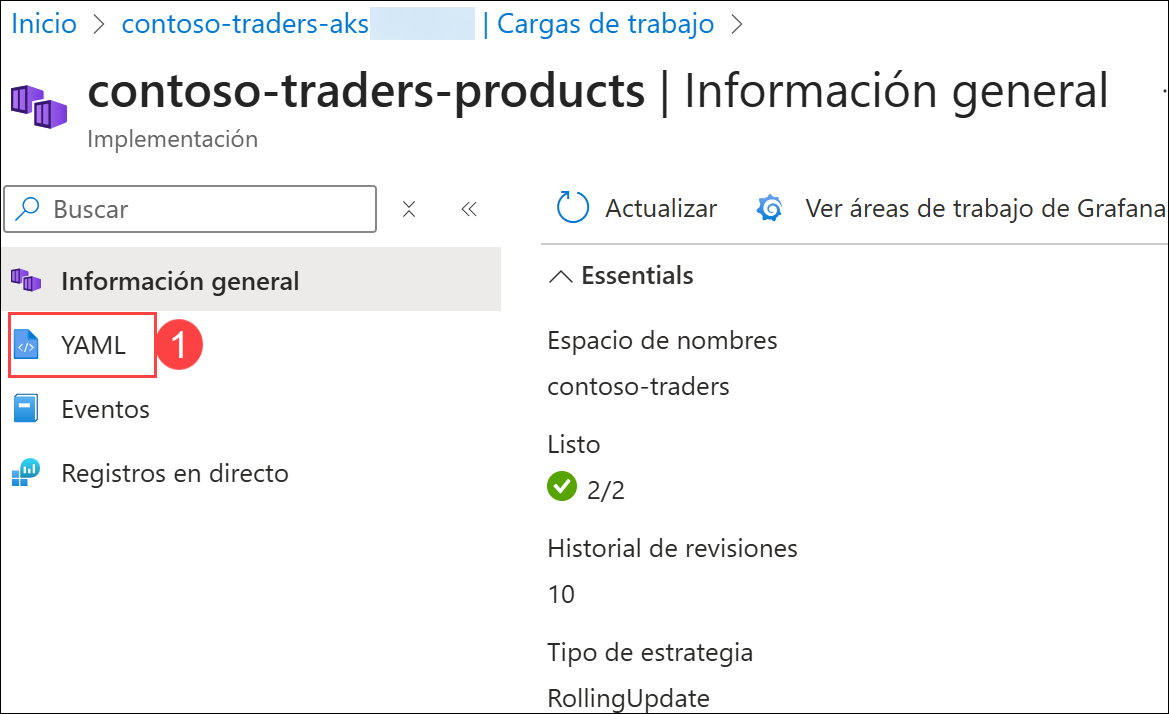 Inicio > contoso-traders-aks | Cargas de trabajo >
contoso-traders-products | Información general
Implementación
Buscar
Actualizar
Ver áreas de trabajo de Grafana
Información general
YAML
1
Eventos
Registros en directo
Essentials
Espacio de nombres
contoso-traders
Listo
2/2
Historial de revisiones
10
Tipo de estrategia
RollingUpdate